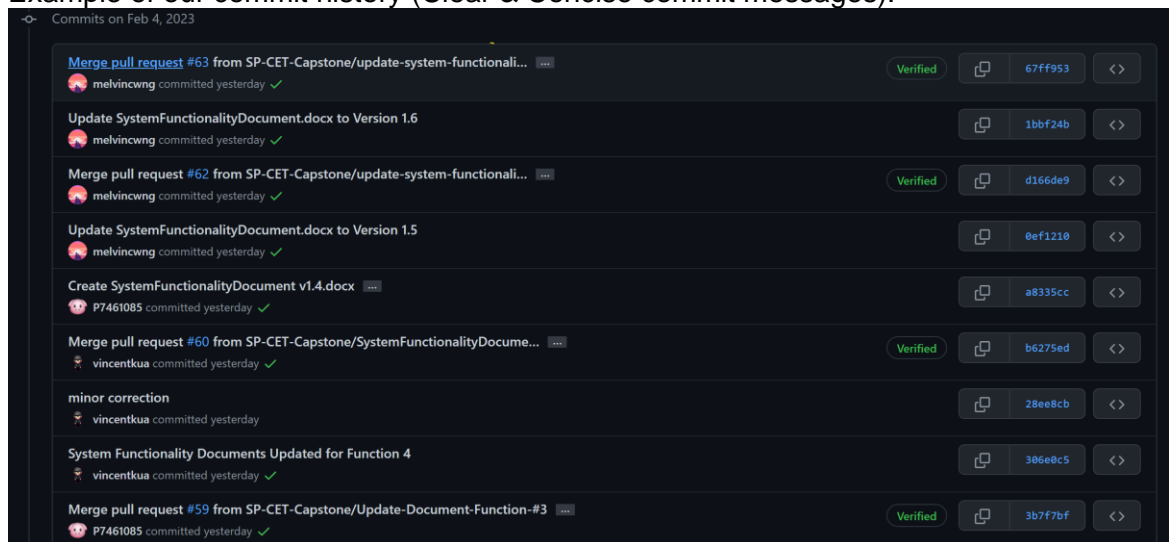 Example of our commit history (Clear & Concise commit messages):
Commits on Feb 4, 2023
Merge pull request #63 from SP-CET-Capstone/update-system-functionali... ...
Verified
67ff953
<>
melvincwng committed yesterday
Update SystemFunctionalityDocument.docx to Version 1.6
1bbf24b
<>
melvincwng committed yesterday
Merge pull request #62 from SP-CET-Capstone/update-system-functionali... ...
Verified
d166de9
<>
melvincwng committed yesterday
Update SystemFunctionalityDocument.docx to Version 1.5
0ef1210
<>
melvincwng committed yesterday
Create SystemFunctionalityDocument v1.4.docx ...
a8335cc
<>
P7461085 committed yesterday
Merge pull request #60 from SP-CET-Capstone/SystemFunctionalityDocume... ...
Verified
b6275ed
<>
vincentkua committed yesterday
minor correction
28ee8cb
<>
vincentkua committed yesterday
System Functionality Documents Updated for Function 4
306e0c5
<>
vincentkua committed yesterday
Merge pull request #59 from SP-CET-Capstone/Update-Document-Function-#3 ...
Verified
3b7f7bf
<>
P7461085 committed yesterday